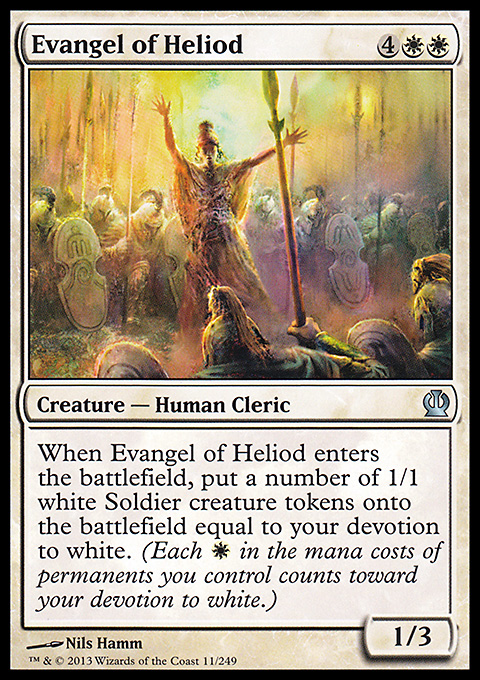 Evangel of Heliod 4
Creature — Human Cleric
When Evangel of Heliod enters
the battlefield, put a number of 1/1
white Soldier creature tokens onto
the battlefield equal to your devotion
to white. (Each in the mana costs of
permanents you control counts toward
your devotion to white.)
Nils Hamm
1/3
™ & © 2013 Wizards of the Coast 11/249